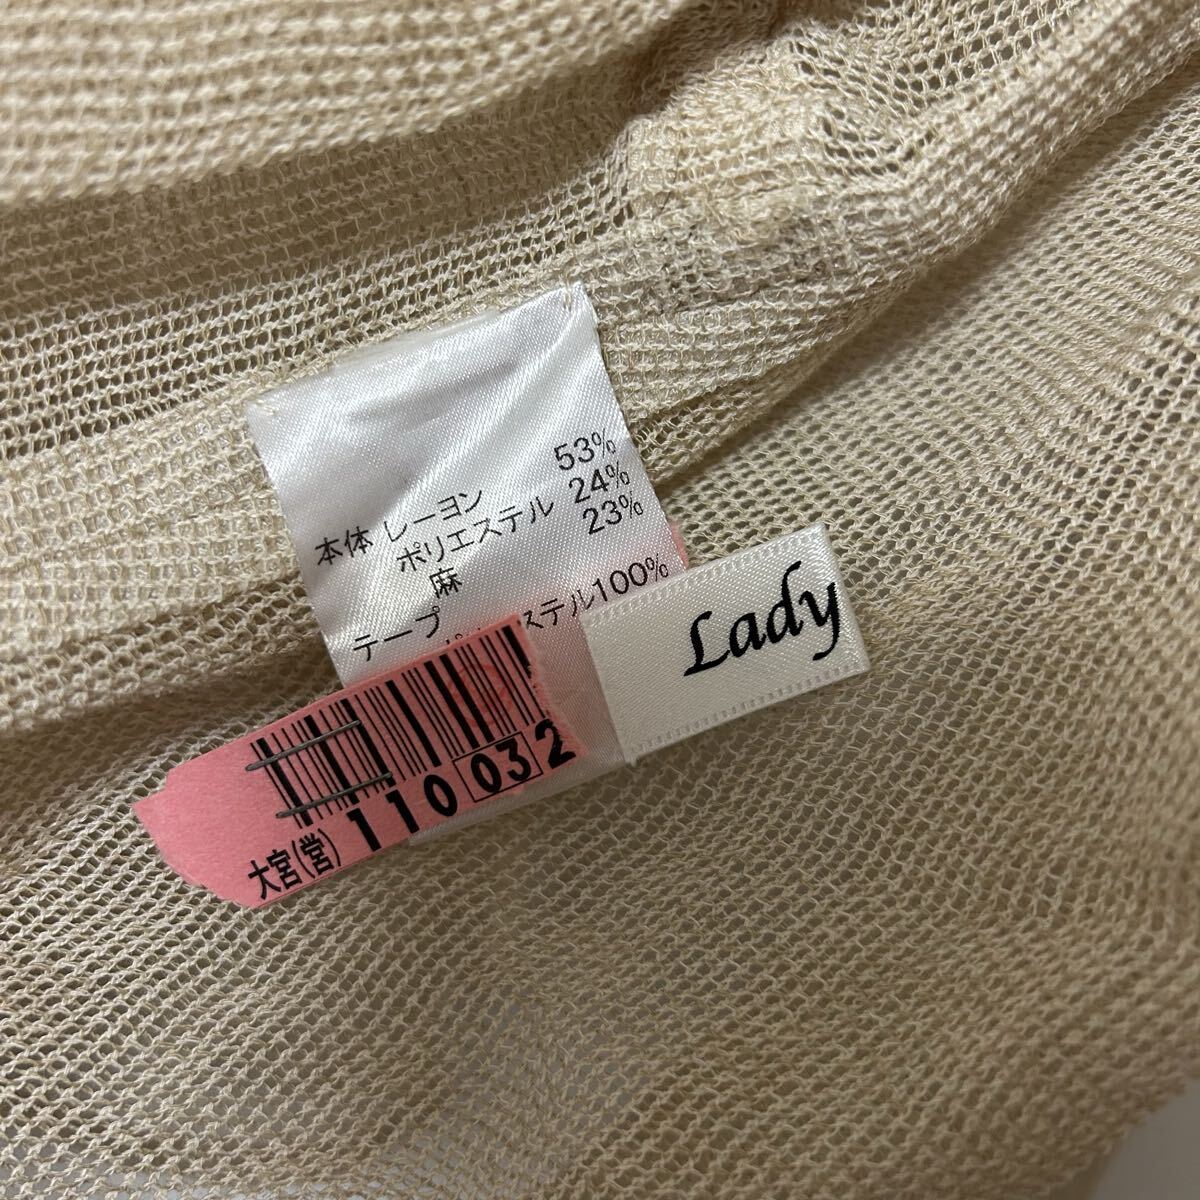 本体 レーヨン 53%
ポリエステル 24%
麻 23%
テープ ステル100%
Lady
110032
大宮(営)